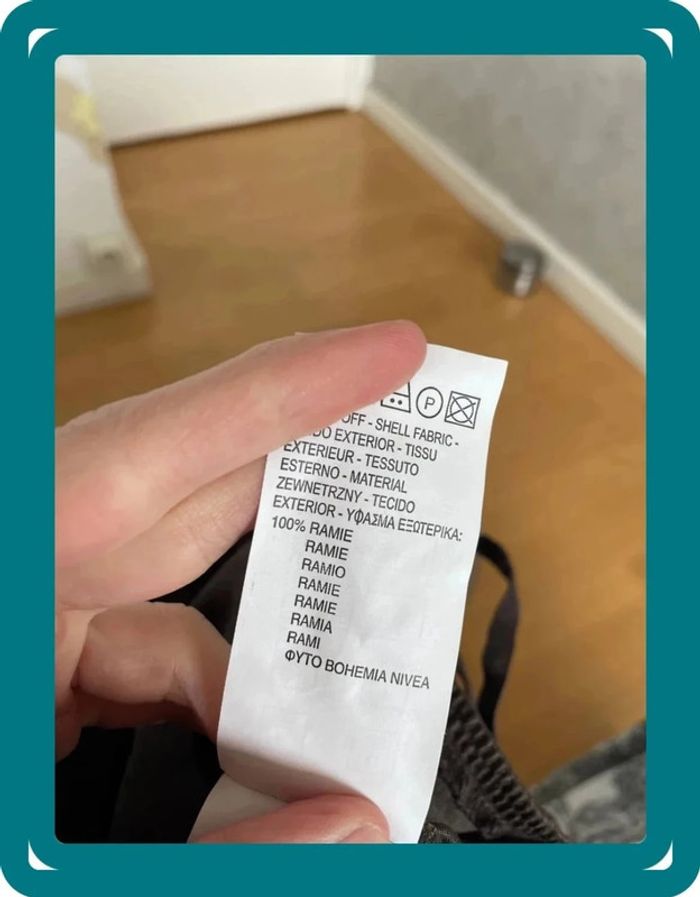 P
OFF - SHELL FABRIC -
EXTERIOR - TISSU
EXTERIEUR - TESSUTO
ESTERNO - MATERIAL
ZEWNETRZNY - TECIDO
EXTERIOR - ΥΦΑΣΜΑ ΕΞΩΤΕΡΙΚΑ:
100% RAMIE
RAMIE
RAMIO
RAMIE
RAMIE
RAMIA
RAMI
ΦΥΤΟ BOHEMIA NIVEA